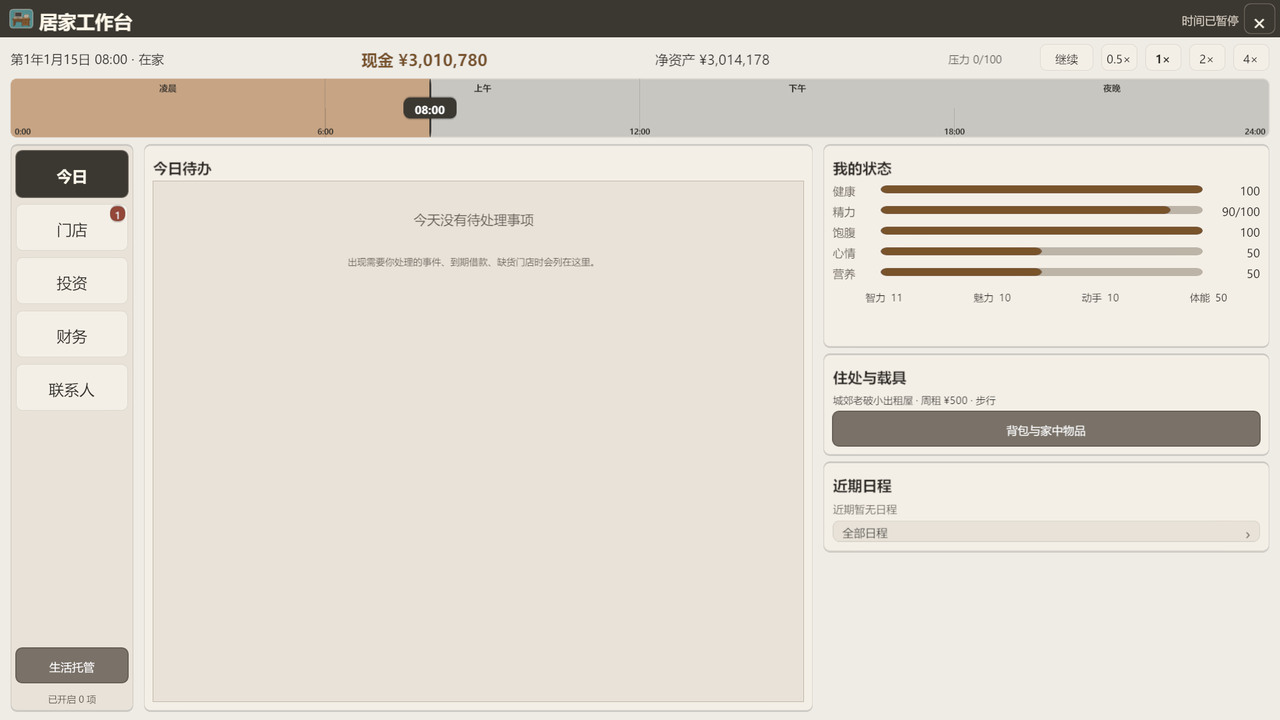 居家工作台
时间已暂停
×
第1年1月15日 08:00 · 在家
现金 ¥3,010,780
净资产 ¥3,014,178
压力 0/100
继续
0.5×
1×
2×
4×
凌晨
上午
下午
夜晚
08:00
0:00
6:00
12:00
18:00
24:00
今日
门店
1
投资
财务
联系人
生活托管
已开启 0 项
今日待办
今天没有待处理事项
出现需要你处理的事件、到期借款、缺货门店时会列在这里。
我的状态
健康 100
精力 90/100
饱腹 100
心情 50
营养 50
智力 11 魅力 10 动手 10 体能 50
住处与载具
城郊老破小出租屋 · 周租 ¥500 · 步行
背包与家中物品
近期日程
近期暂无日程
全部日程 ›